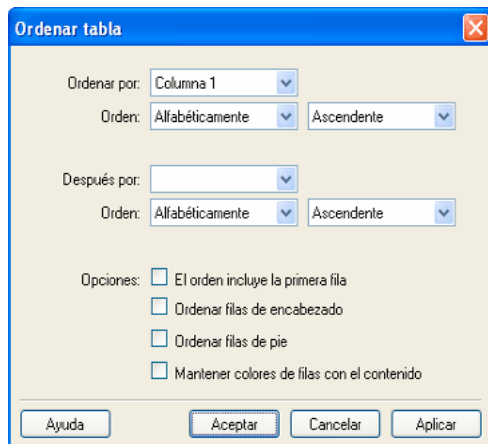 Ordenar tabla
Ordenar por: Columna 1
Orden: Alfabéticamente Ascendente
Después por:
Orden: Alfabéticamente Ascendente
Opciones: El orden incluye la primera fila
Ordenar filas de encabezado
Ordenar filas de pie
Mantener colores de filas con el contenido
Ayuda Aceptar Cancelar Aplicar